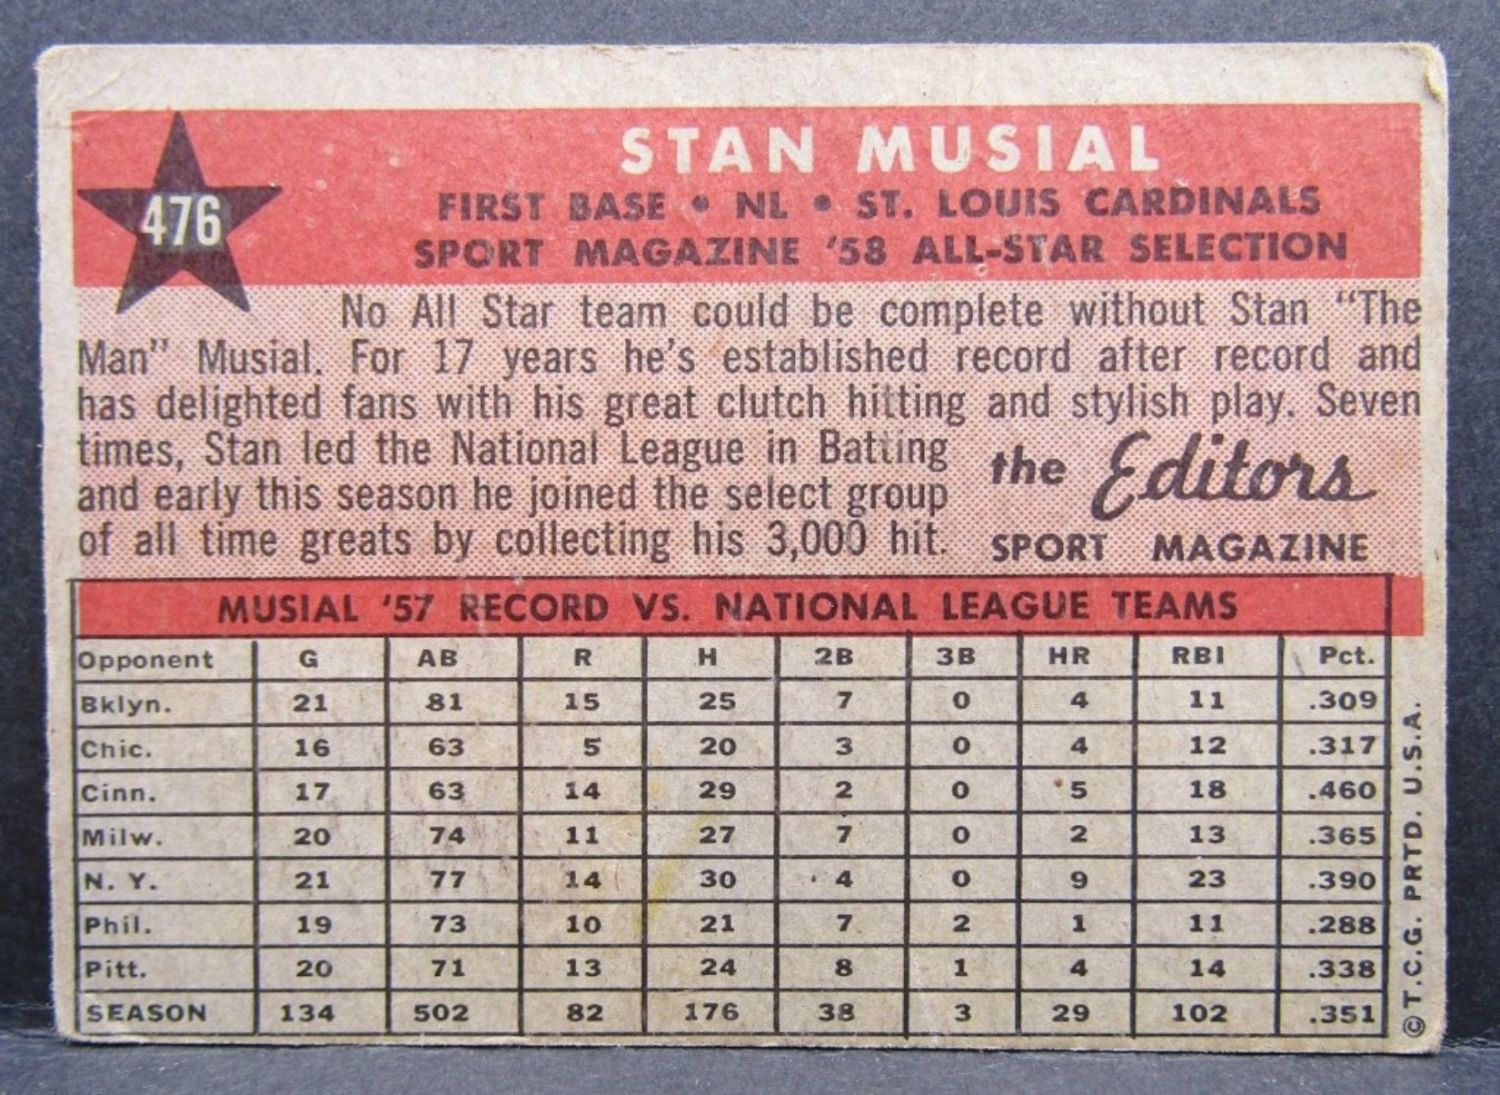 476
STAN MUSIAL
FIRST BASE • NL • ST. LOUIS CARDINALS
SPORT MAGAZINE '58 ALL-STAR SELECTION
No All Star team could be complete without Stan "The
Man" Musial. For 17 years he's established record after record and
has delighted fans with his great clutch hitting and stylish play. Seven
times, Stan led the National League in Batting
and early this season he joined the select group
of all time greats by collecting his 3,000 hit.
the Editors
SPORT MAGAZINE
MUSIAL '57 RECORD VS. NATIONAL LEAGUE TEAMS
Opponent G AB R H 2B 3B HR RBI Pct.
Bklyn. 21 81 15 25 7 0 4 11 .309
Chic. 16 63 5 20 3 0 4 12 .317
Cinn. 17 63 14 29 2 0 5 18 .460
Milw. 20 74 11 27 7 0 2 13 .365
N. Y. 21 77 14 30 4 0 9 23 .390
Phil. 19 73 10 21 7 2 1 11 .288
Pitt. 20 71 13 24 8 1 4 14 .338
SEASON 134 502 82 176 38 3 29 102 .351
© T.C.G. PRTD. U.S.A.